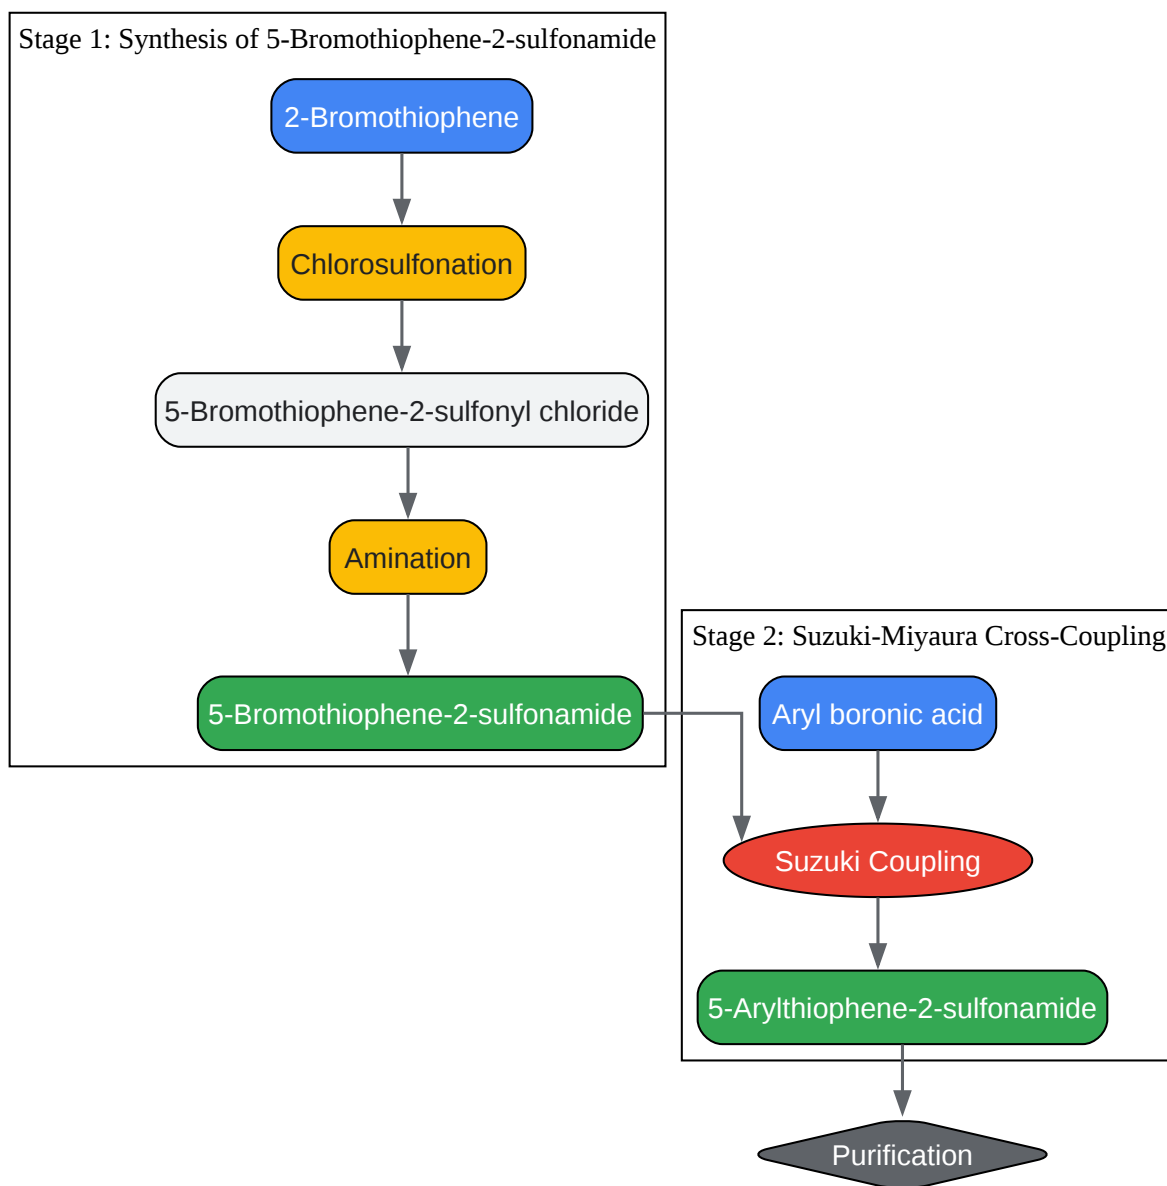 Stage 1: Synthesis of 5-Bromothiophene-2-sulfonamide
2-Bromothiophene
Chlorosulfonation
5-Bromothiophene-2-sulfonyl chloride
Amination
5-Bromothiophene-2-sulfonamide
Stage 2: Suzuki-Miyaura Cross-Coupling
Aryl boronic acid
Suzuki Coupling
5-Arylthiophene-2-sulfonamide
Purification